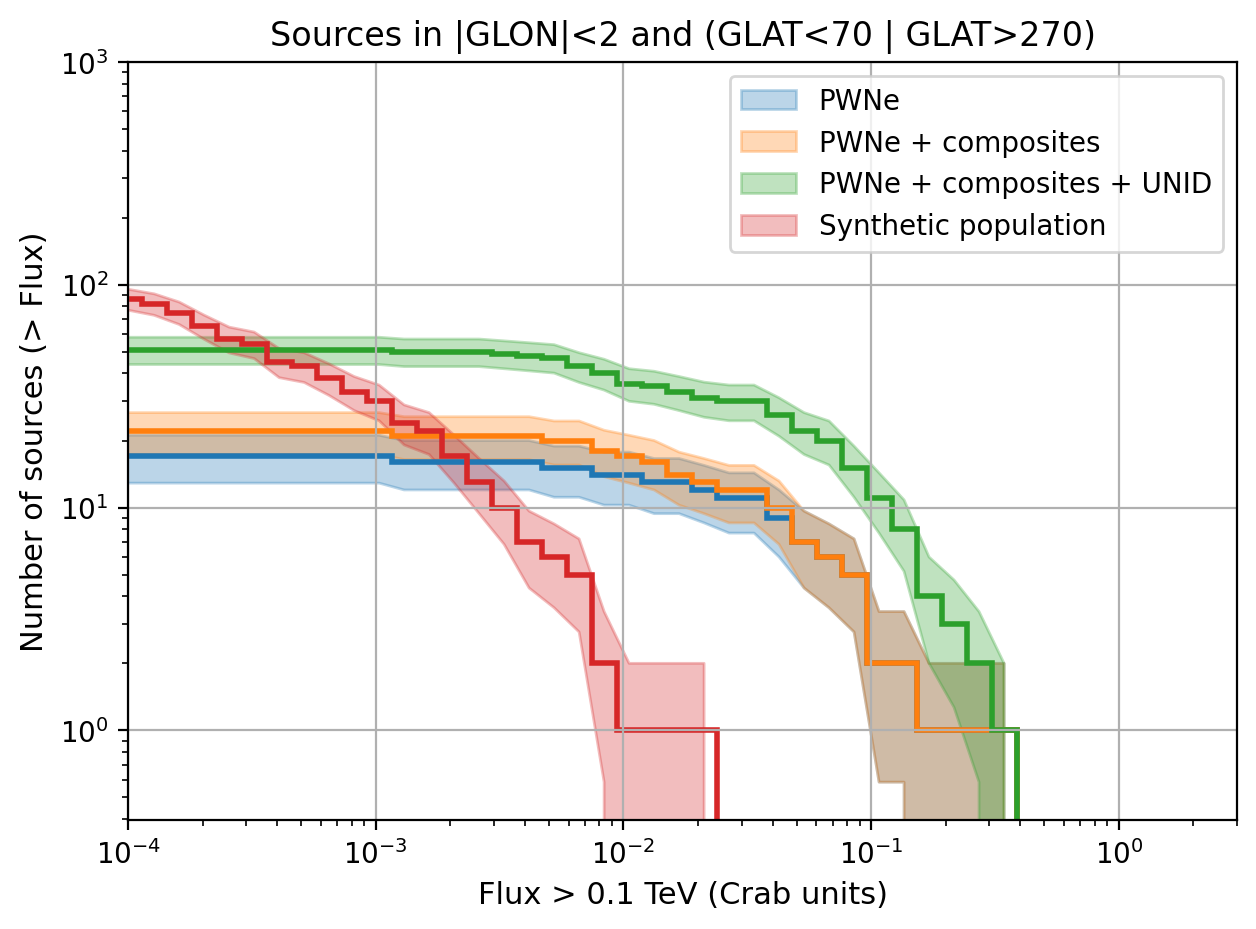 Sources in |GLON|<2 and (GLAT<70 | GLAT>270)
PWNe
PWNe + composites
PWNe + composites + UNID
Synthetic population
Number of sources (> Flux)
10³
10²
10¹
10⁰
10⁻⁴ 10⁻³ 10⁻² 10⁻¹ 10⁰
Flux > 0.1 TeV (Crab units)